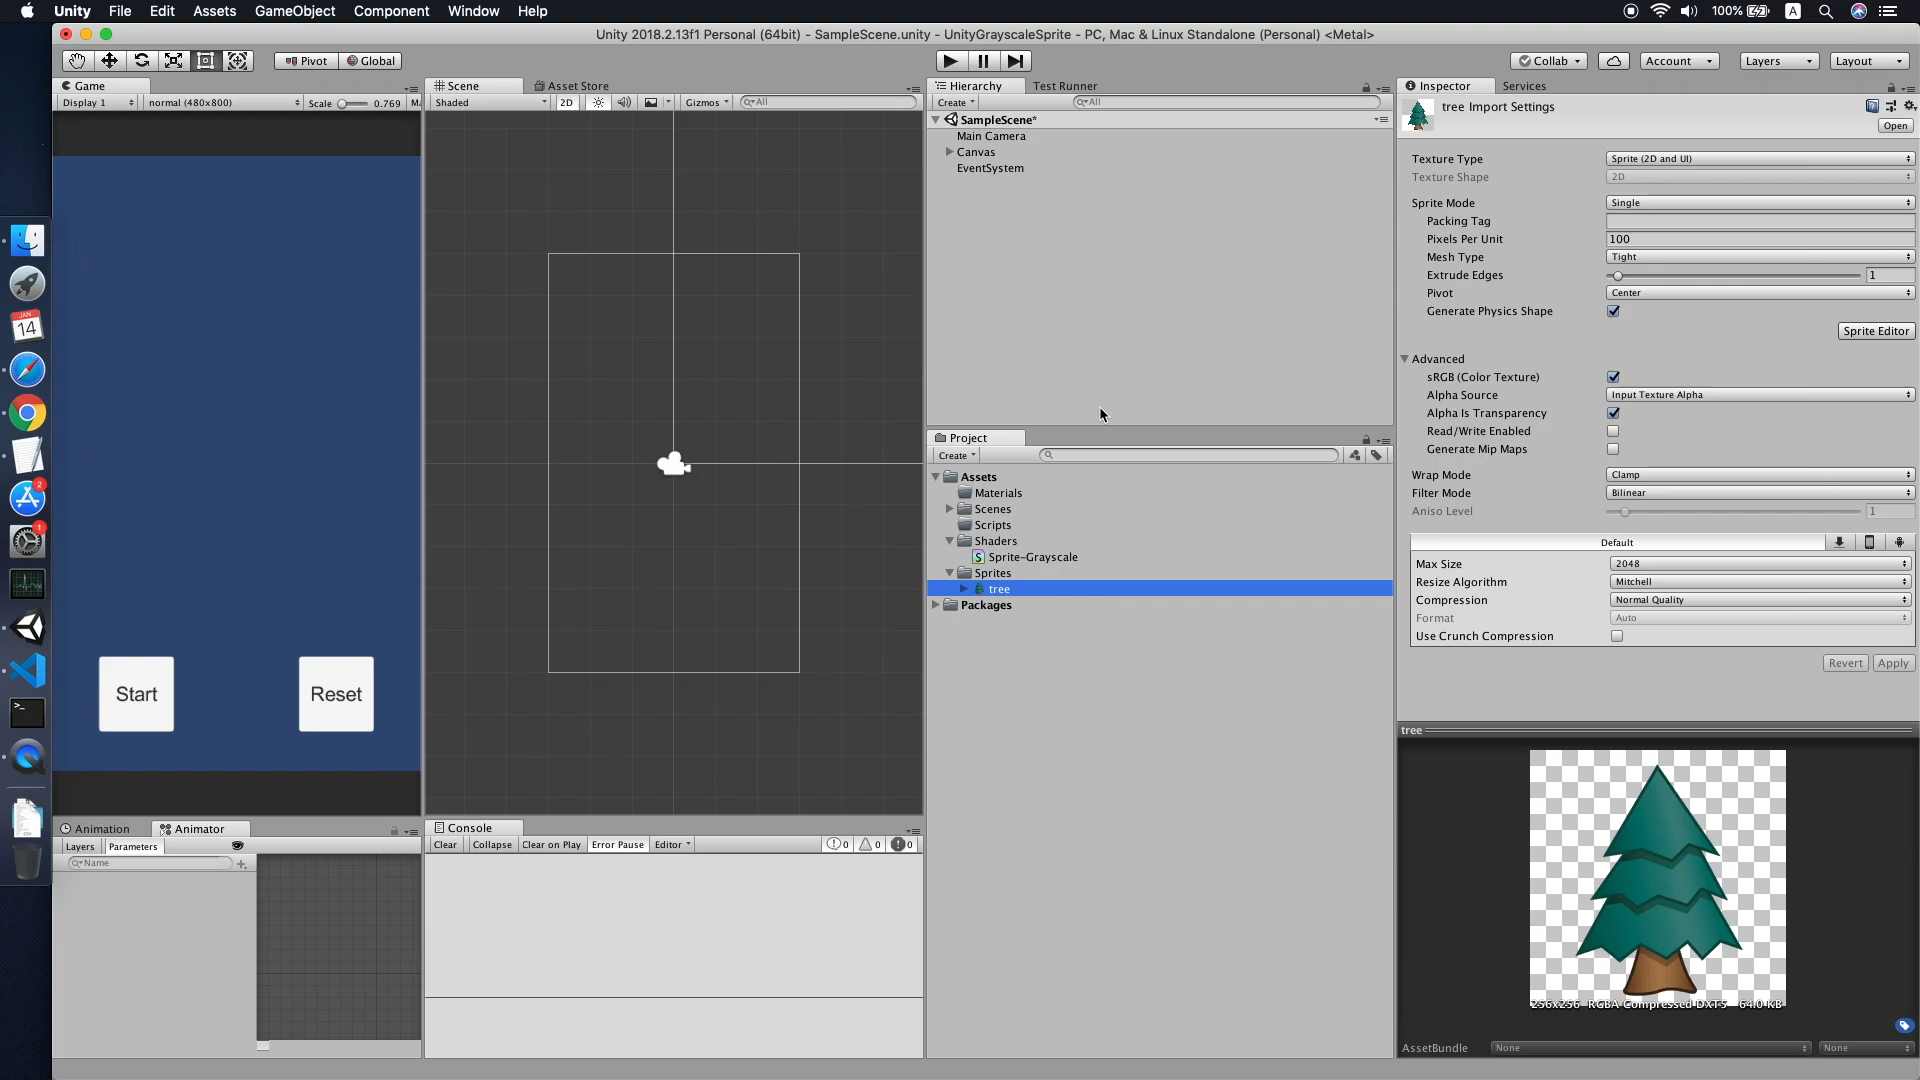 Unity File Edit Assets GameObject Component Window Help 100% A
Unity 2018.2.13f1 Personal (64bit) - SampleScene.unity - UnityGrayscaleSprite - PC, Mac & Linux Standalone (Personal) <Metal>
Pivot Global Collab Account Layers Layout
Game
Display 1 normal (480x800) Scale 0.769 Ma
Start
Reset
Animation Animator
Layers Parameters
Name
Scene Asset Store
Shaded 2D Gizmos All
Console
Clear Collapse Clear on Play Error Pause Editor 0 0 0
Hierarchy Test Runner
Create All
SampleScene*
Main Camera
Canvas
EventSystem
Project
Create
Assets
Materials
Scenes
Scripts
Shaders
Sprite-Grayscale
Sprites
tree
Packages
Inspector Services
tree Import Settings
Open
Texture Type Sprite (2D and UI)
Texture Shape 2D
Sprite Mode Single
Packing Tag
Pixels Per Unit 100
Mesh Type Tight
Extrude Edges 1
Pivot Center
Generate Physics Shape
Sprite Editor
Advanced
sRGB (Color Texture)
Alpha Source Input Texture Alpha
Alpha Is Transparency
Read/Write Enabled
Generate Mip Maps
Wrap Mode Clamp
Filter Mode Bilinear
Aniso Level 1
Default
Max Size 2048
Resize Algorithm Mitchell
Compression Normal Quality
Format Auto
Use Crunch Compression
Revert Apply
tree
256x256 RGBA Compressed DXT5 64.0 KB
AssetBundle None None
JAN
14
2
1